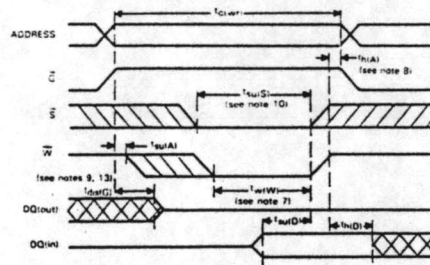 tc(wr)
ADDRESS
th(A)
(see note 8)
G
tsu(S)
(see note 10)
S
tsu(A)
W
(see notes 9, 13)
tw(W)
(see note 7)
tdis(G)
DQ(out)
tsu(D)
th(D)
DQ(in)